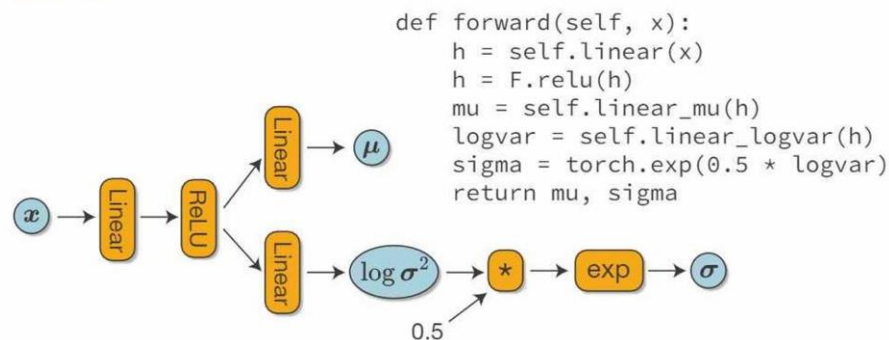 def forward(self, x):
    h = self.linear(x)
    h = F.relu(h)
    mu = self.linear_mu(h)
    logvar = self.linear_logvar(h)
    sigma = torch.exp(0.5 * logvar)
    return mu, sigma
x
Linear
ReLU
Linear
μ
Linear
log σ²
*
exp
σ
0.5